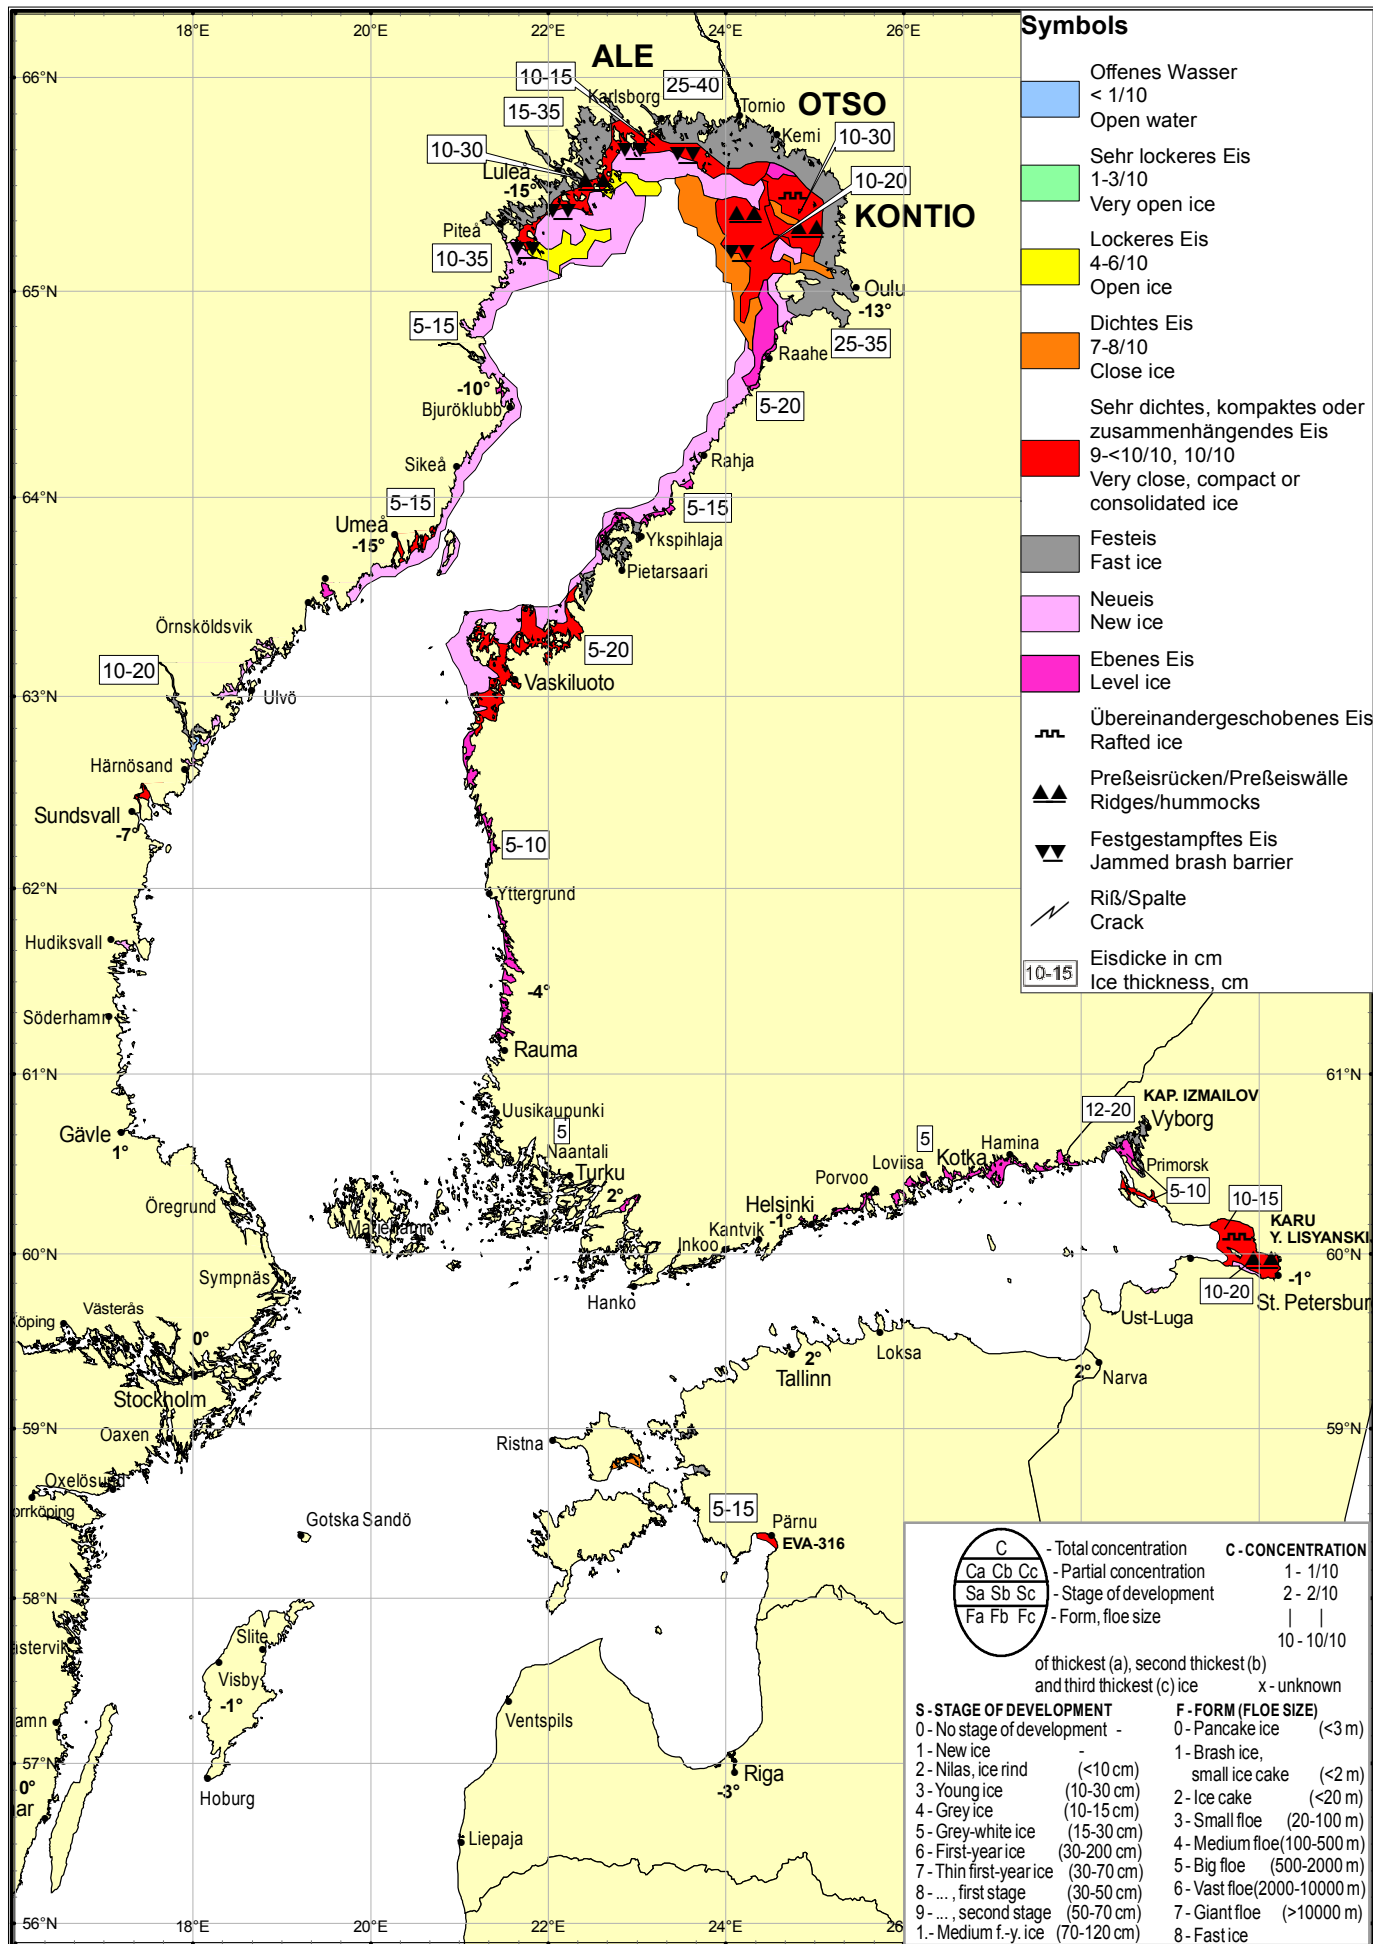 18°E
20°E
22°E
24°E
26°E
66°N
65°N
64°N
63°N
62°N
61°N
60°N
59°N
58°N
57°N
56°N
ALE
10-15
25-40
Karlsborg
Tornio
OTSO
Kemi
15-35
10-30
10-30
Luleå
-15°
10-20
KONTIO
Piteå
10-35
Oulu
-13°
5-15
25-35
Raahe
-10°
Bjuröklubb
5-20
Sikeå
Rahja
5-15
5-15
Umeå
-15°
Ykspihlaja
Pietarsaari
Örnsköldsvik
5-20
10-20
Vaskiluoto
Ulvö
Härnösand
Sundsvall
-7°
5-10
Yttergrund
Hudiksvall
-4°
Söderhamn
Rauma
61°N
KAP. IZMAILOV
12-20
Vyborg
Uusikaupunki
Gävle
1°
5
Naantali
Turku
2°
5
Hamina
Loviisa
Kotka
Porvoo
Primorsk
5-10
10-15
Öregrund
Mariehamn
Helsinki
-1°
Kantvik
Inkoo
KARU
Y. LISYANSKI
60°N
Sympnäs
Hanko
10-20
-1°
St. Petersbur
Västerås
Köping
0°
Ust-Luga
2°
Tallinn
Loksa
2°
Narva
Stockholm
Oaxen
Ristna
59°N
Oxelösund
orrköping
Gotska Sandö
5-15
Pärnu
EVA-316
Slite
Visby
-1°
Ventspils
amn
0°
ar
Hoburg
Riga
-3°
Liepaja
18°E
20°E
22°E
24°E
26
Symbols
Offenes Wasser
< 1/10
Open water
Sehr lockeres Eis
1-3/10
Very open ice
Lockeres Eis
4-6/10
Open ice
Dichtes Eis
7-8/10
Close ice
Sehr dichtes, kompaktes oder
zusammenhängendes Eis
9-<10/10, 10/10
Very close, compact or
consolidated ice
Festeis
Fast ice
Neueis
New ice
Ebenes Eis
Level ice
Übereinandergeschobenes Eis
Rafted ice
Preßeisrücken/Preßeiswälle
Ridges/hummocks
Festgestampftes Eis
Jammed brash barrier
Riß/Spalte
Crack
10-15
Eisdicke in cm
Ice thickness, cm
C - Total concentration
Ca Cb Cc - Partial concentration
Sa Sb Sc - Stage of development
Fa Fb Fc - Form, floe size
C - CONCENTRATION
1 - 1/10
2 - 2/10
| |
10 - 10/10
of thickest (a), second thickest (b)
and third thickest (c) ice
x - unknown
S - STAGE OF DEVELOPMENT
0 - No stage of development -
1 - New ice -
2 - Nilas, ice rind (<10 cm)
3 - Young ice (10-30 cm)
4 - Grey ice (10-15 cm)
5 - Grey-white ice (15-30 cm)
6 - First-year ice (30-200 cm)
7 - Thin first-year ice (30-70 cm)
8 - ... , first stage (30-50 cm)
9 - ... , second stage (50-70 cm)
1.- Medium f.-y. ice (70-120 cm)
F - FORM (FLOE SIZE)
0 - Pancake ice (<3 m)
1 - Brash ice,
small ice cake (<2 m)
2 - Ice cake (<20 m)
3 - Small floe (20-100 m)
4 - Medium floe (100-500 m)
5 - Big floe (500-2000 m)
6 - Vast floe (2000-10000 m)
7 - Giant floe (>10000 m)
8 - Fast ice